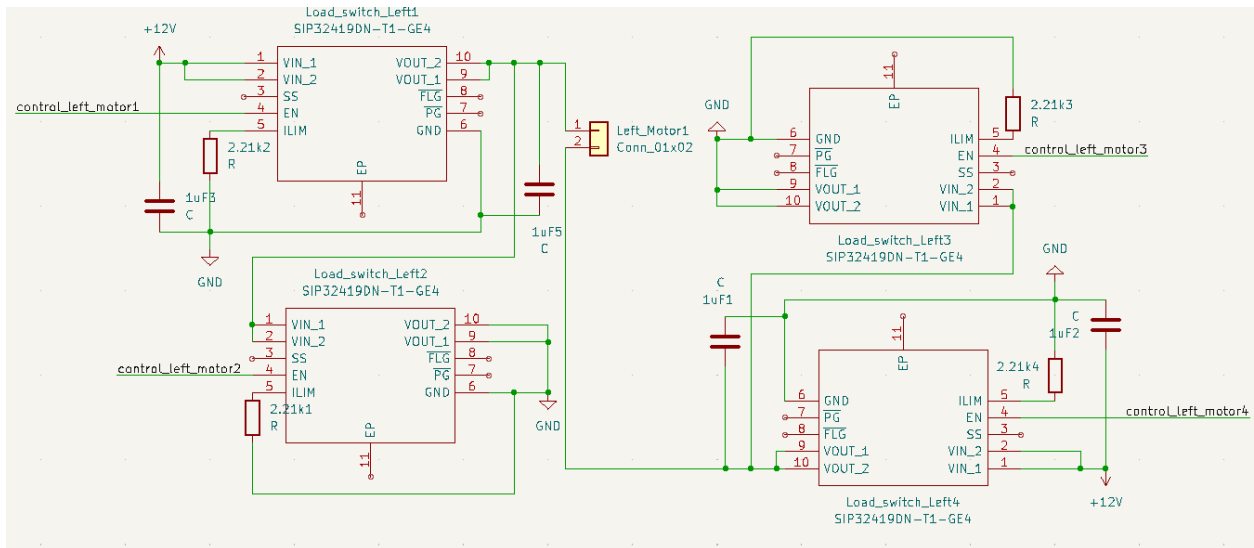 Load_switch_Left1
SIP32419DN-T1-GE4
+12V
1 VIN_1 VOUT_2 10
2 VIN_2 VOUT_1 9
3 SS FLG 8
4 EN PG 7
5 ILIM GND 6
EP
11
control_left_motor1
2.21k2
R
1uF3
C
GND
1uF5
C
1
2
Left_Motor1
Conn_01x02
Load_switch_Left2
SIP32419DN-T1-GE4
1 VIN_1 VOUT_2 10
2 VIN_2 VOUT_1 9
3 SS FLG 8
4 EN PG 7
5 ILIM GND 6
EP
11
control_left_motor2
2.21k1
R
GND
GND
11
EP
6 GND ILIM 5
7 PG EN 4
8 FLG SS 3
9 VOUT_1 VIN_2 2
10 VOUT_2 VIN_1 1
2.21k3
R
control_left_motor3
Load_switch_Left3
SIP32419DN-T1-GE4
C
1uF1
GND
C
1uF2
11
EP
2.21k4
R
6 GND ILIM 5
7 PG EN 4
8 FLG SS 3
9 VOUT_1 VIN_2 2
10 VOUT_2 VIN_1 1
control_left_motor4
+12V
Load_switch_Left4
SIP32419DN-T1-GE4